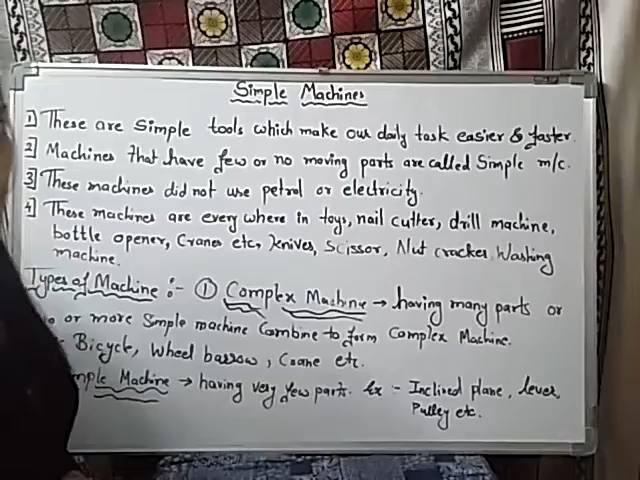 Simple Machines
1] These are Simple tools which make our daily task easier & faster.
2] Machines that have few or no moving parts are called Simple m/c.
3] These machines did not use petrol or electricity.
4] These machines are every where in toys, nail cutter, drill machine,
bottle opener, Cranes etc, Knives, Scissor, Nut cracker, Washing
machine.
Types of Machine :- ① Complex Machine → having many parts or
or more Simple machine Combine to form Complex Machine.
Bicycle, Wheel barrow, Crane etc.
mple Machine → having very few parts. Ex :- Inclined plane, lever,
Pulley etc.